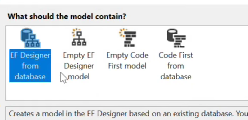 What should the model contain?
EF Designer from database
Empty EF Designer model
Empty Code First model
Code First from database
Creates a model in the EF Designer based on an existing database. You